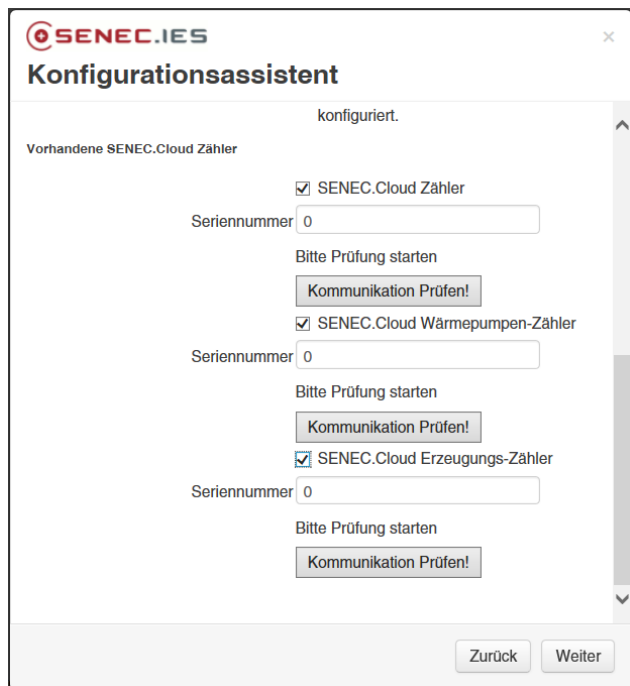 SENEC.IES
Konfigurationsassistent
konfiguriert.
Vorhandene SENEC.Cloud Zähler
SENEC.Cloud Zähler
Seriennummer 0
Bitte Prüfung starten
Kommunikation Prüfen!
SENEC.Cloud Wärmepumpen-Zähler
Seriennummer 0
Bitte Prüfung starten
Kommunikation Prüfen!
SENEC.Cloud Erzeugungs-Zähler
Seriennummer 0
Bitte Prüfung starten
Kommunikation Prüfen!
Zurück Weiter